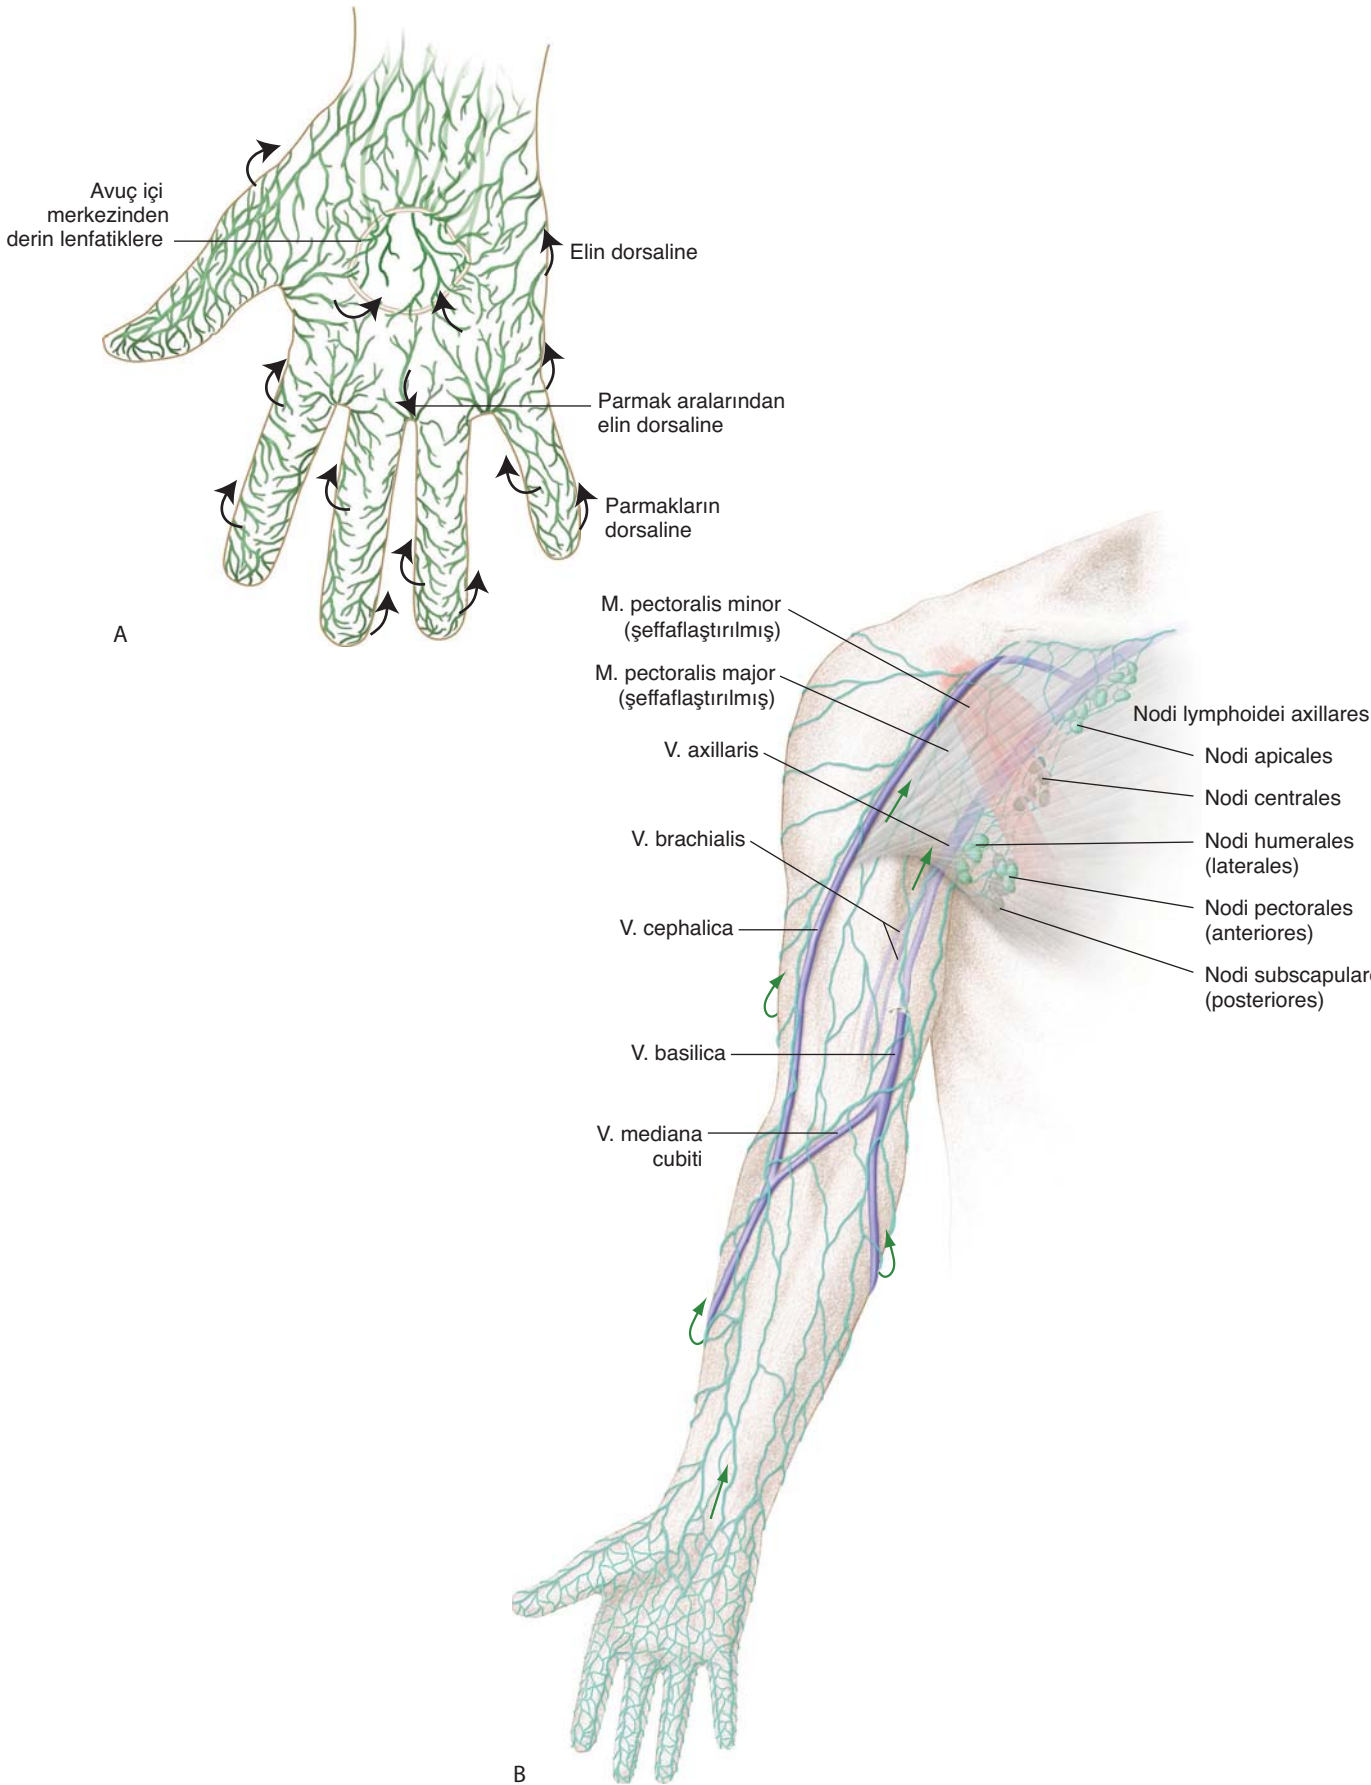 Avuç içi
merkezinden
derin lenfatiklere
Elin dorsaline
Parmak aralarından
elin dorsaline
Parmakların
dorsaline
A
M. pectoralis minor
(şeffaflaştırılmış)
M. pectoralis major
(şeffaflaştırılmış)
V. axillaris
V. brachialis
V. cephalica
V. basilica
V. mediana
cubiti
Nodi lymphoidei axillares
Nodi apicales
Nodi centrales
Nodi humerales
(laterales)
Nodi pectorales
(anteriores)
Nodi subscapulare
(posteriores)
B